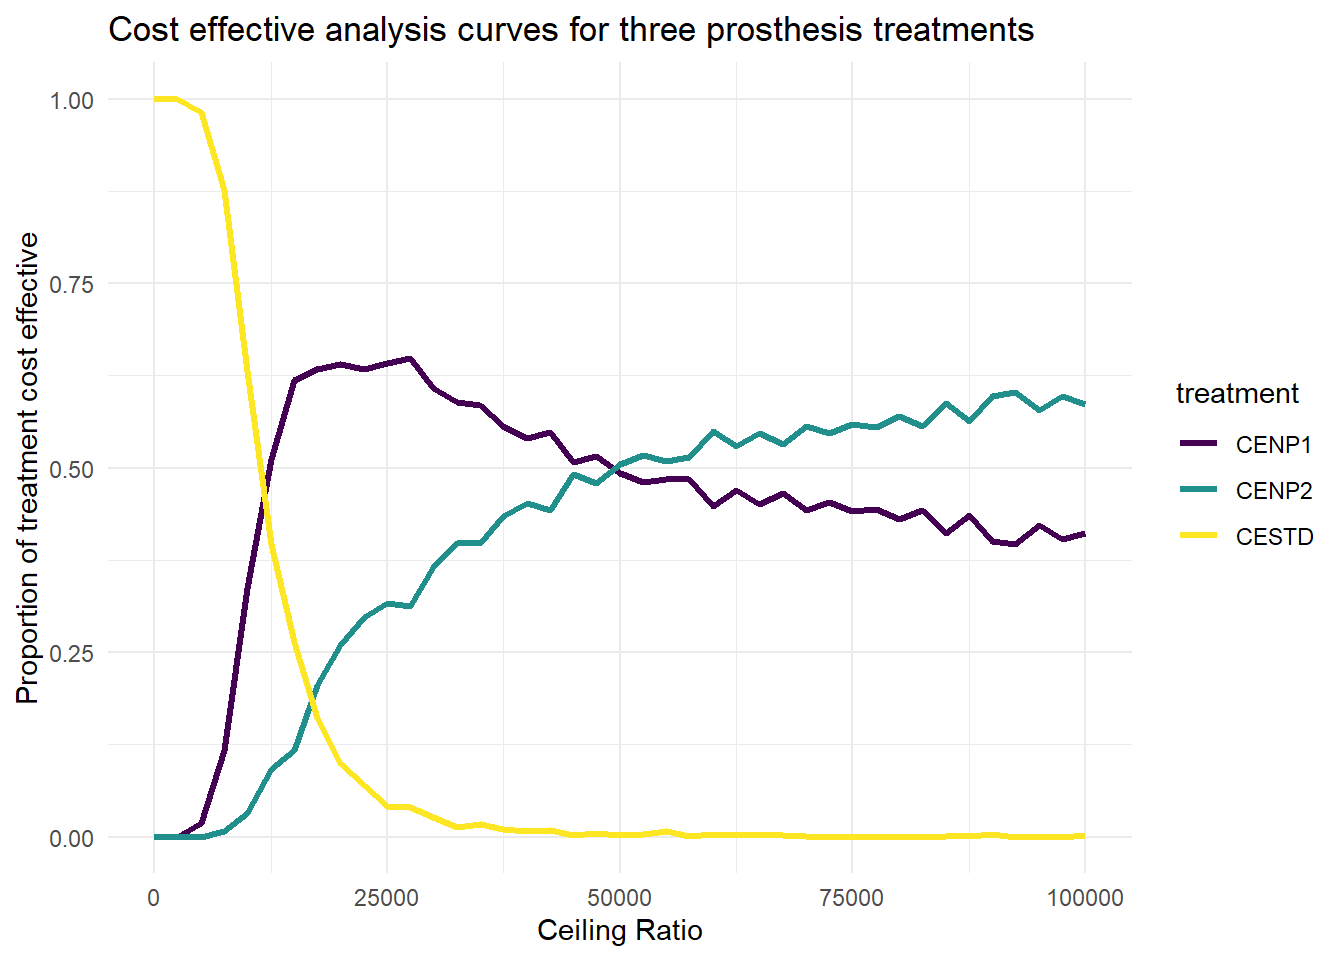 Cost effective analysis curves for three prosthesis treatments
Proportion of treatment cost effective
1.00
0.75
0.50
0.25
0.00
0 25000 50000 75000 100000
Ceiling Ratio
treatment
CENP1
CENP2
CESTD